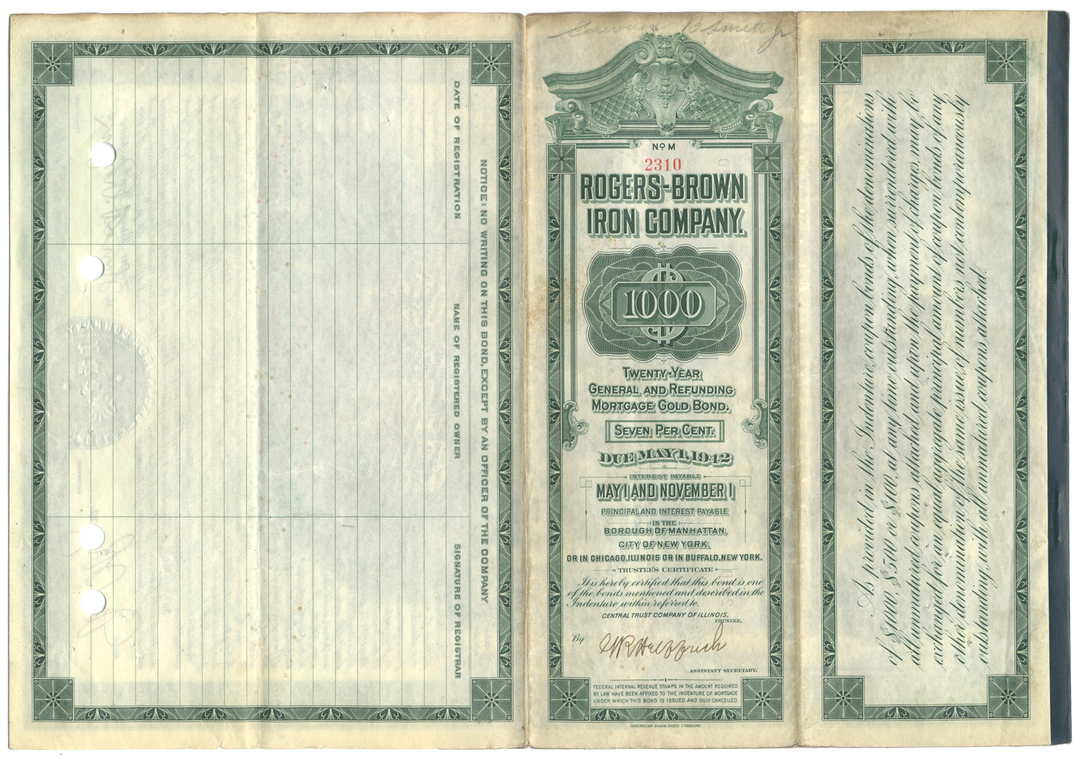 DATE OF REGISTRATION
NAME OF REGISTERED OWNER
SIGNATURE OF REGISTRAR
NOTICE: NO WRITING ON THIS BOND, EXCEPT BY AN OFFICER OF THE COMPANY
Smith Jr
No M
2310
ROGERS-BROWN
IRON COMPANY.
$
1000
TWENTY-YEAR
GENERAL AND REFUNDING
MORTGAGE GOLD BOND.
SEVEN PER CENT.
DUE MAY 1, 1942
INTEREST PAYABLE
MAY 1 AND NOVEMBER 1
PRINCIPAL AND INTEREST PAYABLE
IN THE
BOROUGH OF MANHATTAN,
CITY OF NEW YORK,
OR IN CHICAGO, ILLINOIS OR IN BUFFALO, NEW YORK.
TRUSTEE'S CERTIFICATE
It is hereby certified that this bond is one
of the bonds mentioned and described in the
Indenture within referred to.
CENTRAL TRUST COMPANY OF ILLINOIS,
TRUSTEE,
By
ASSISTANT SECRETARY.
FEDERAL INTERNAL REVENUE STAMPS IN THE AMOUNT REQUIRED
BY LAW HAVE BEEN AFFIXED TO THE INDENTURE OF MORTGAGE
UNDER WHICH THIS BOND IS ISSUED AND DULY CANCELLED.
AMERICAN BANK NOTE COMPANY.
As provided in the Indenture, coupon bonds of the denominations
of $1000, $500 or $100, at any time outstanding, when surrendered with
all unmatured coupons attached, and upon the payment of charges, may be
exchanged for an equal aggregate principal amount of coupon bonds of any
other denomination of the same issue, of numbers not contemporaneously
outstanding, with all unmatured coupons attached.